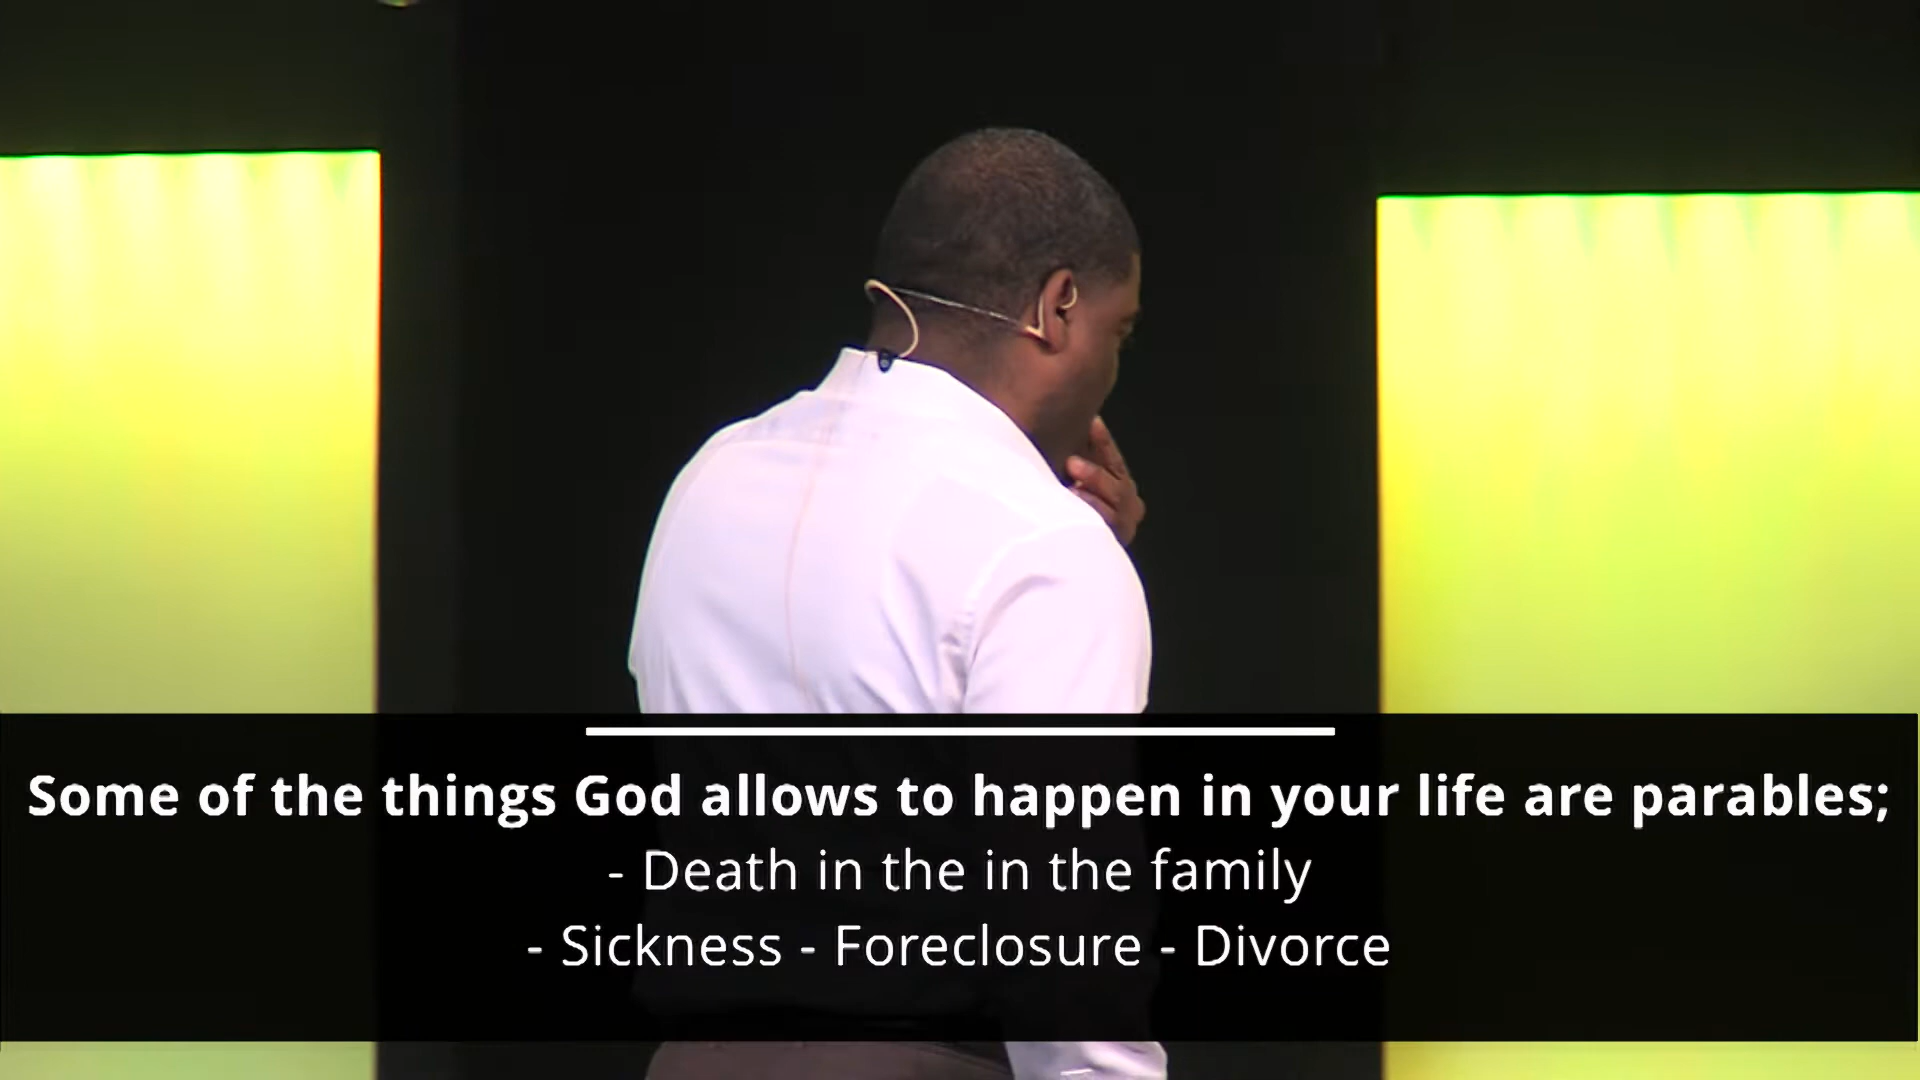 Some of the things God allows to happen in your life are parables;
- Death in the in the family
- Sickness - Foreclosure - Divorce